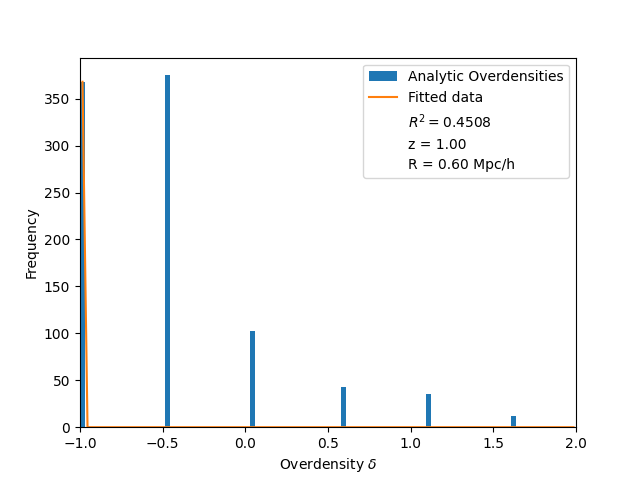 Analytic Overdensities
Fitted data
R² = 0.4508
z = 1.00
R = 0.60 Mpc/h
350
300
250
200
150
100
50
0
Frequency
−1.0 −0.5 0.0 0.5 1.0 1.5 2.0
Overdensity δ